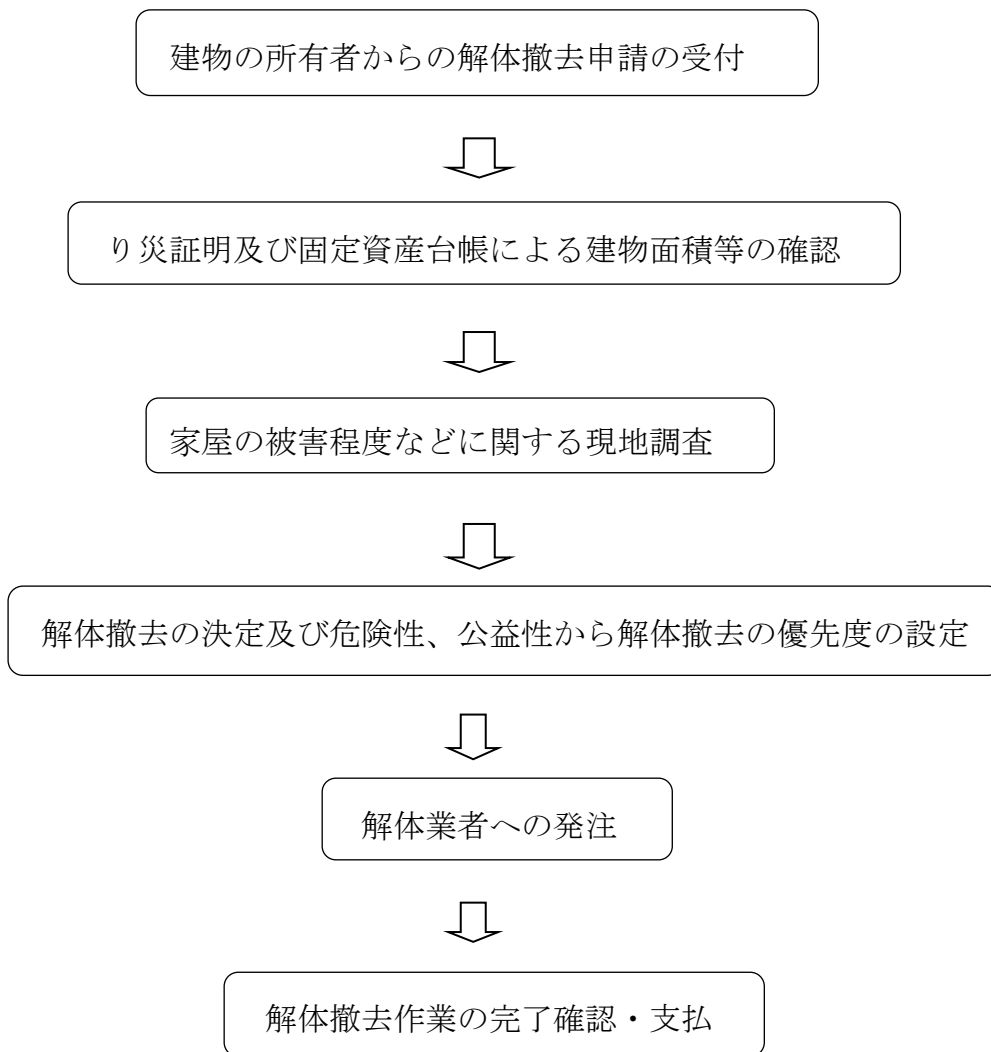 建物の所有者からの解体撤去申請の受付
り災証明及び固定資産台帳による建物面積等の確認
家屋の被害程度などに関する現地調査
解体撤去の決定及び危険性、公益性から解体撤去の優先度の設定
解体業者への発注
解体撤去作業の完了確認・支払